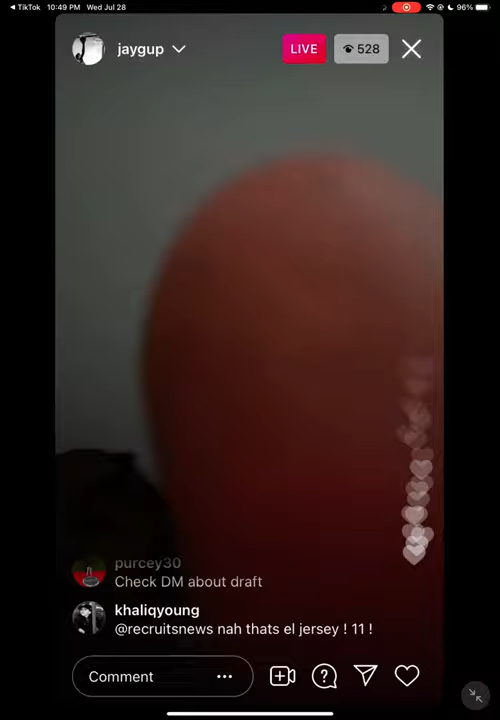 TikTok 10:49 PM Wed Jul 28 96%
jaygup LIVE 528
purcey30
Check DM about draft
khaliqyoung
@recruitsnews nah thats el jersey ! 11 !
Comment